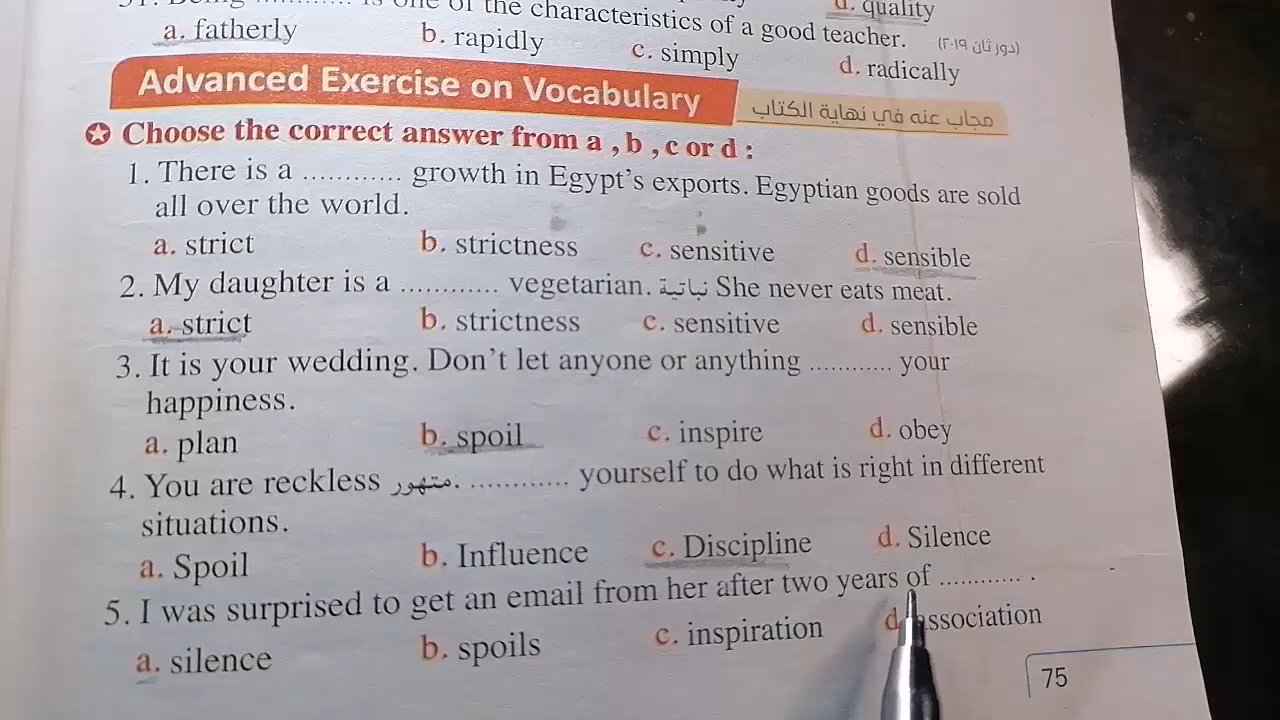 is one of the characteristics of a good teacher. (دور ثان ٢٠١٩)
d. quality
a. fatherly b. rapidly c. simply d. radically
Advanced Exercise on Vocabulary مجاب عنه في نهاية الكتاب
Choose the correct answer from a , b , c or d :
1. There is a ............ growth in Egypt's exports. Egyptian goods are sold
all over the world.
a. strict b. strictness c. sensitive d. sensible
2. My daughter is a ............ vegetarian. نباتية She never eats meat.
a. strict b. strictness c. sensitive d. sensible
3. It is your wedding. Don't let anyone or anything ............ your
happiness.
a. plan b. spoil c. inspire d. obey
4. You are reckless متهور. ............ yourself to do what is right in different
situations.
a. Spoil b. Influence c. Discipline d. Silence
5. I was surprised to get an email from her after two years of ............ .
a. silence b. spoils c. inspiration d association
75